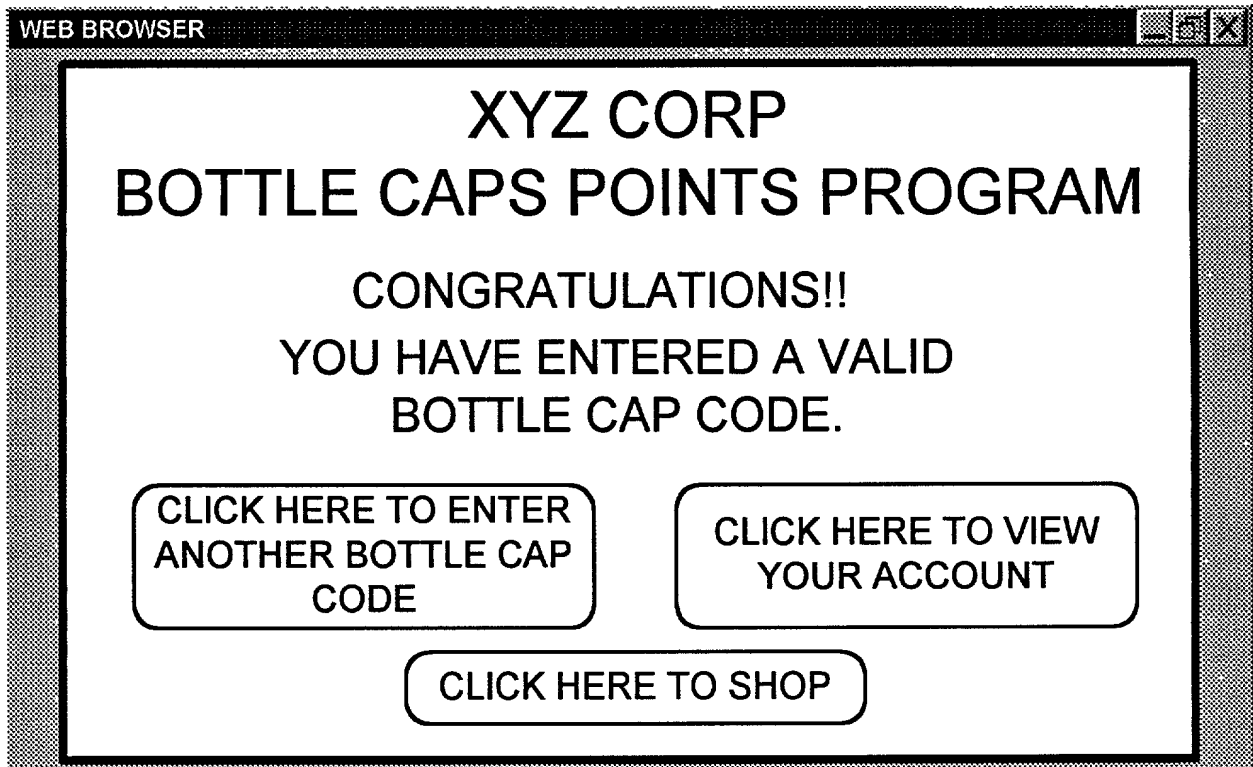 WEB BROWSER
XYZ CORP
BOTTLE CAPS POINTS PROGRAM
CONGRATULATIONS!!
YOU HAVE ENTERED A VALID
BOTTLE CAP CODE.
CLICK HERE TO ENTER
ANOTHER BOTTLE CAP
CODE
CLICK HERE TO VIEW
YOUR ACCOUNT
CLICK HERE TO SHOP